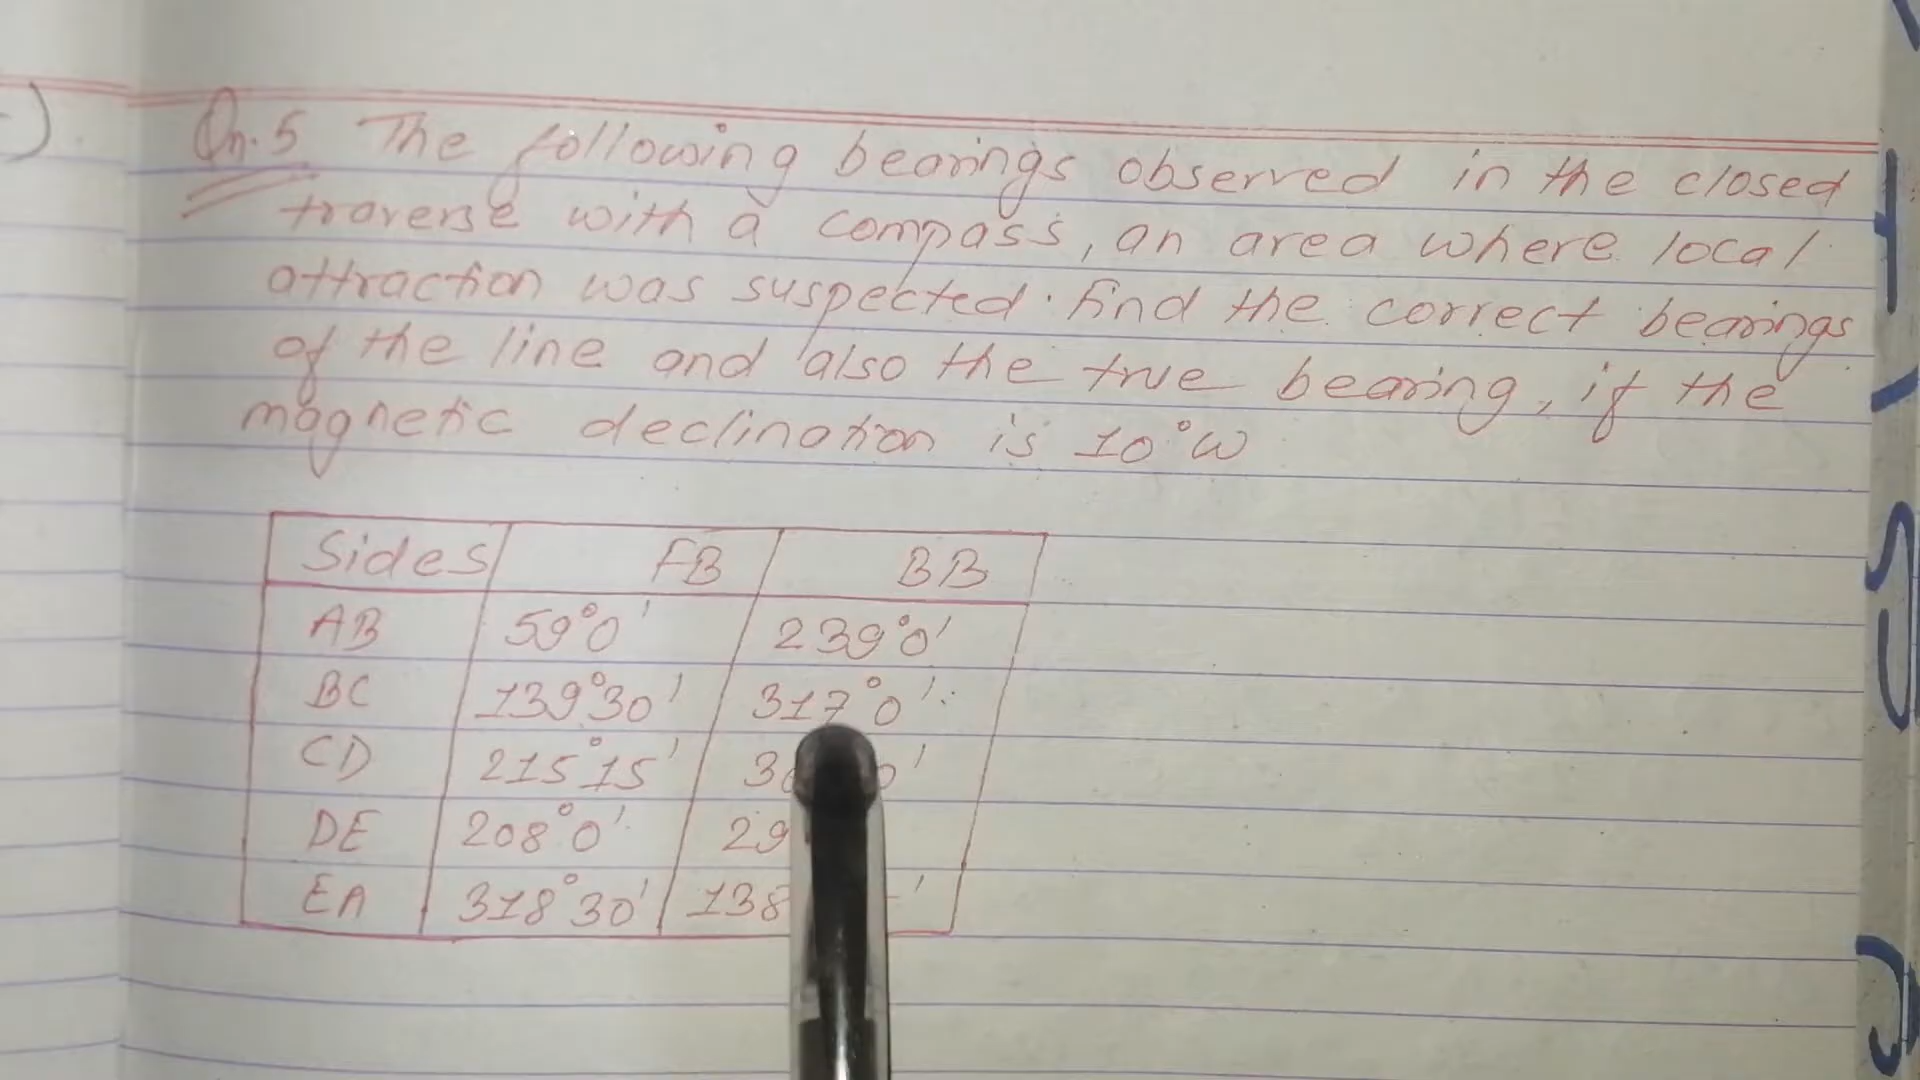 Qn.5 The following bearings observed in the closed
traverse with a compass, an area where local
attraction was suspected. Find the correct bearings
of the line and also the true bearing, if the
magnetic declination is 10°W
Sides FB BB
AB 59°0' 239°0'
BC 139°30' 317°0'
CD 215°15'
DE 208°0'
EA 318°30'